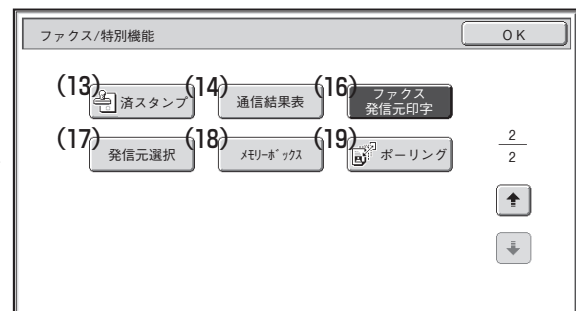 ファクス/特別機能 OK
(13) 済スタンプ (14) 通信結果表 (16) ファクス
発信元印字
(17) 発信元選択 (18) ﾒﾓﾘｰﾎﾞｯｸｽ (19) ポーリング
2
2